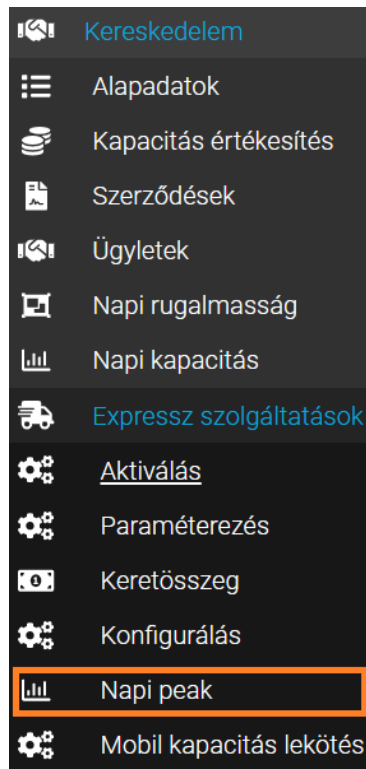 Kereskedelem
Alapadatok
Kapacitás értékesítés
Szerződések
Ügyletek
Napi rugalmasság
Napi kapacitás
Expressz szolgáltatások
Aktiválás
Paraméterezés
Keretösszeg
Konfigurálás
Napi peak
Mobil kapacitás lekötés